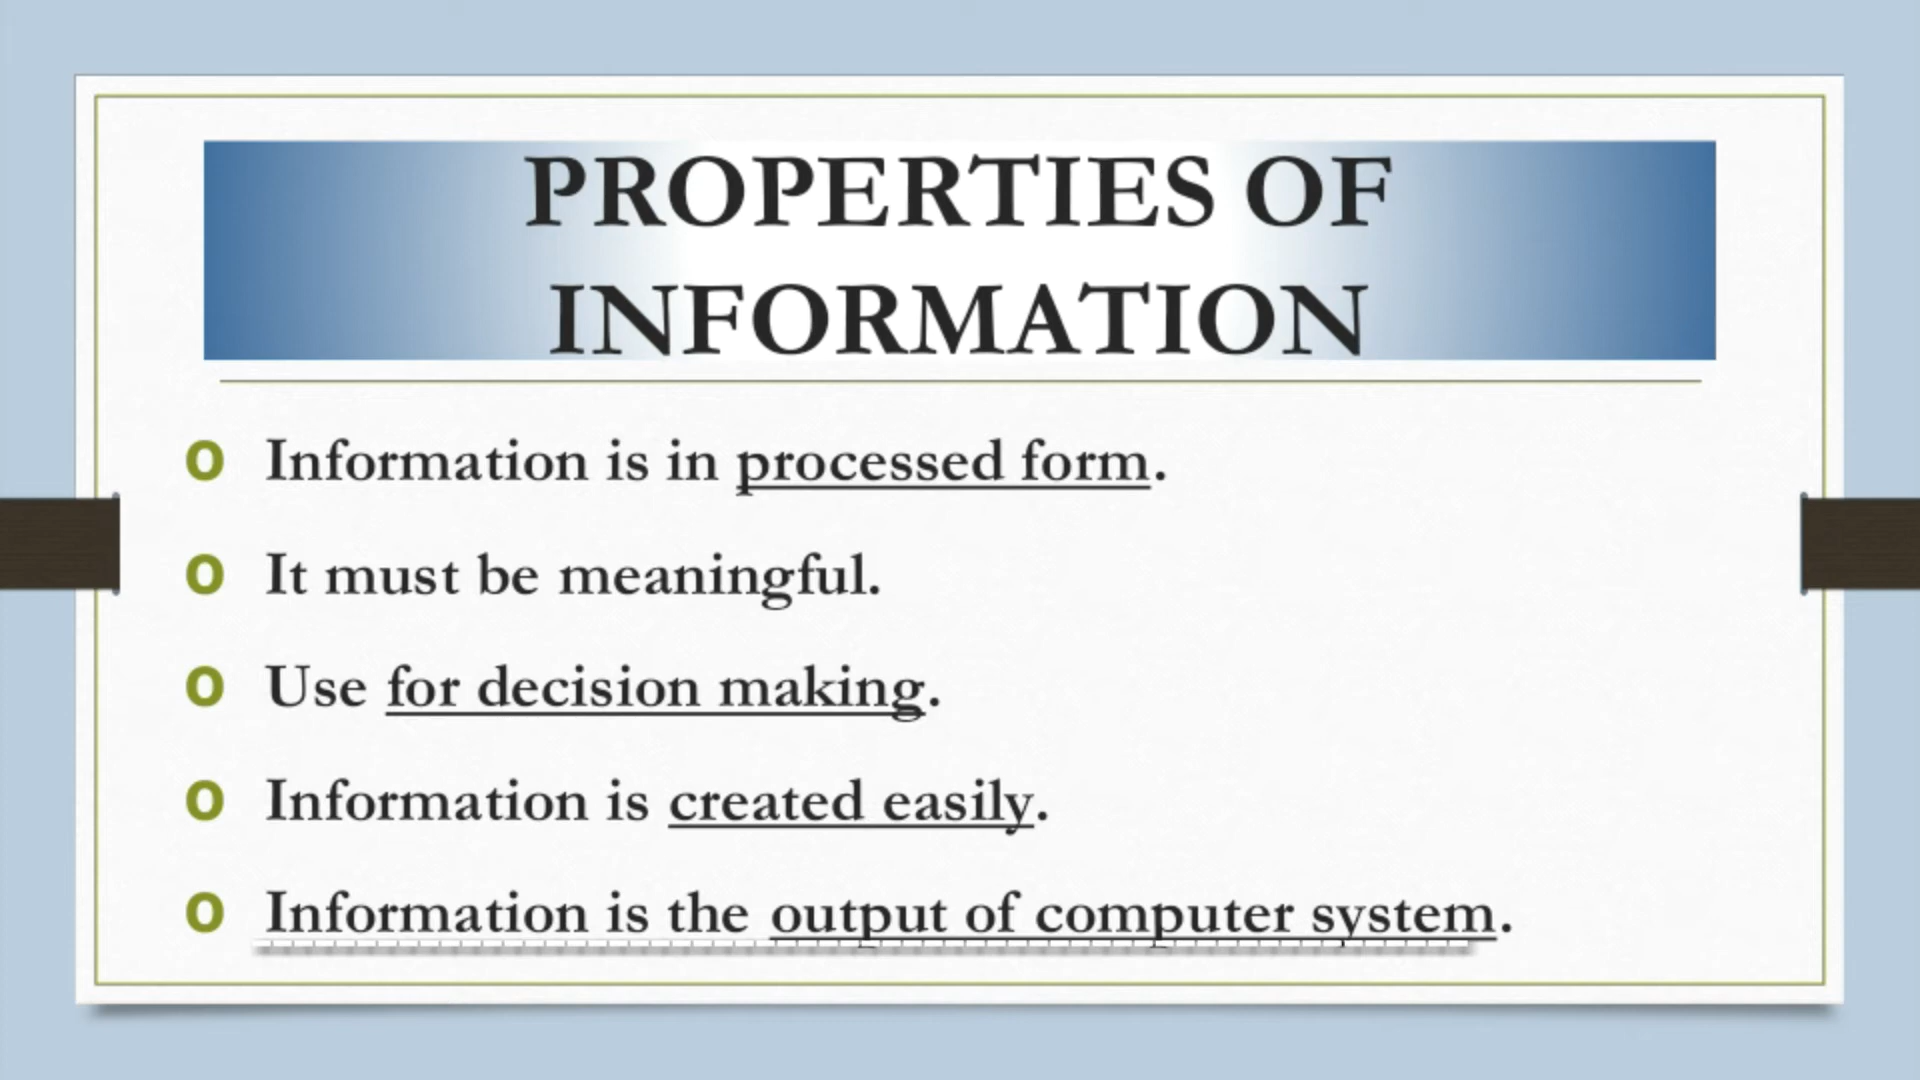 PROPERTIES OF
INFORMATION
Information is in processed form.
It must be meaningful.
Use for decision making.
Information is created easily.
Information is the output of computer system.